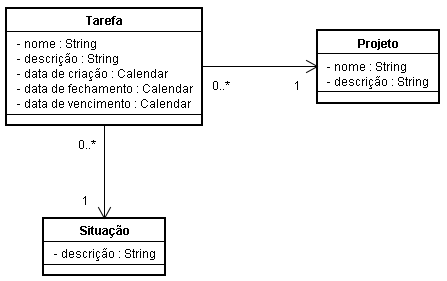 Tarefa
- nome : String
- descrição : String
- data de criação : Calendar
- data de fechamento : Calendar
- data de vencimento : Calendar
Projeto
- nome : String
- descrição : String
0..*
1
0..*
1
Situação
- descrição : String